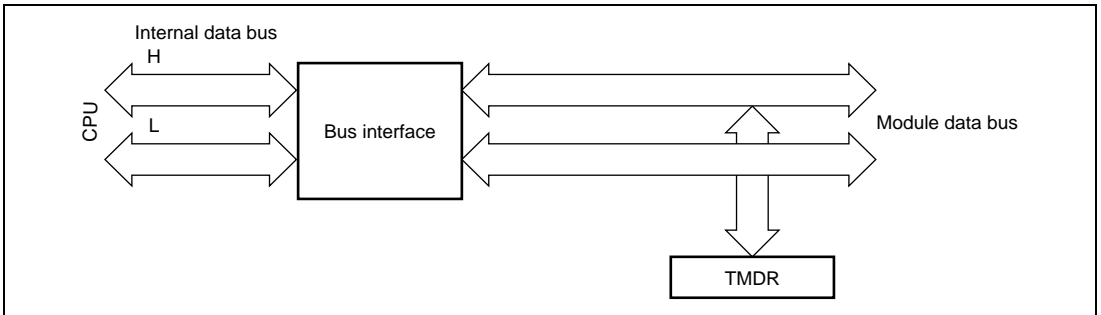 Internal data bus
H
CPU
L
Bus interface
Module data bus
TMDR